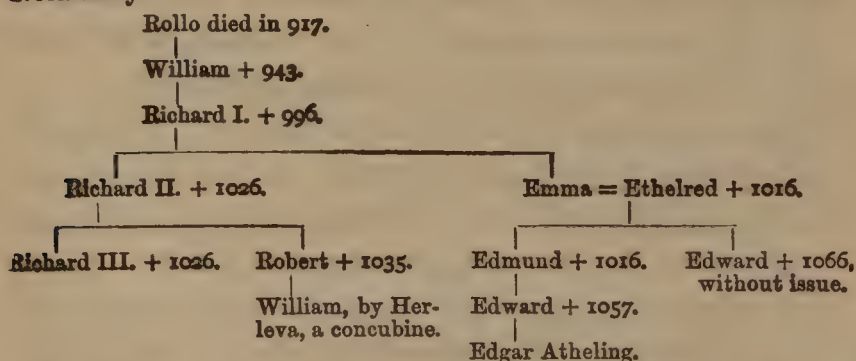 Rollo died in 917.
William + 943.
Richard I. + 996.
Richard II. + 1026.
Emma = Ethelred + 1016.
Richard III. + 1026.
Robert + 1035.
Edmund + 1016.
Edward + 1066,
without issue.
William, by Her-
leva, a concubine.
Edward + 1057.
Edgar Atheling.